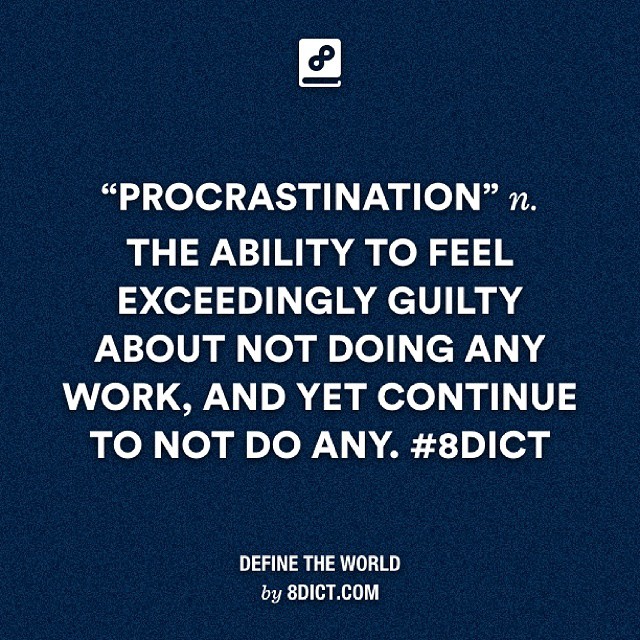 “PROCRASTINATION” n.
THE ABILITY TO FEEL
EXCEEDINGLY GUILTY
ABOUT NOT DOING ANY
WORK, AND YET CONTINUE
TO NOT DO ANY. #8DICT
DEFINE THE WORLD
by 8DICT.COM